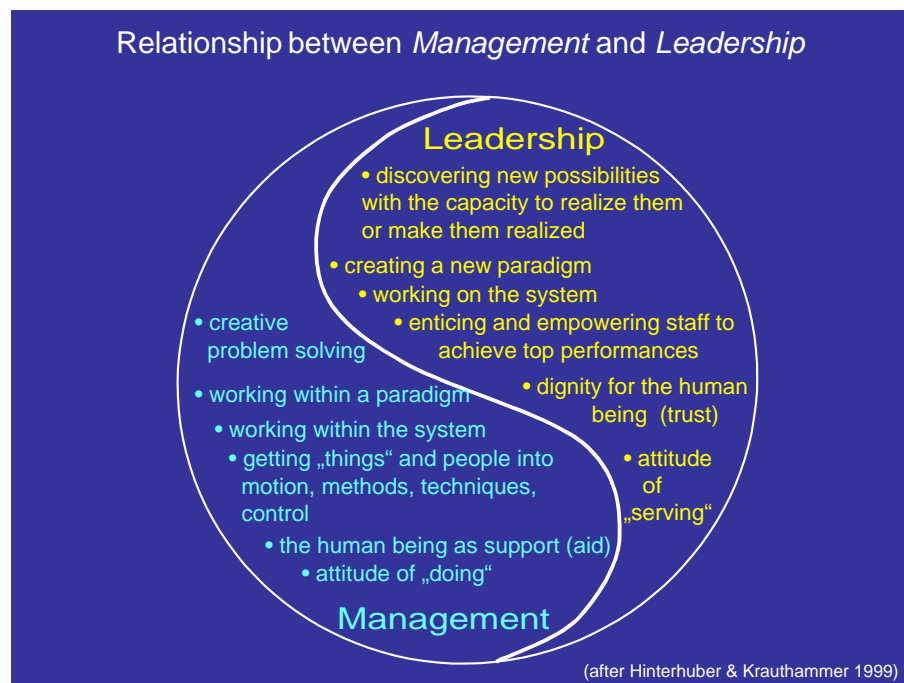 Relationship between Management and Leadership
Leadership
• discovering new possibilities
with the capacity to realize them
or make them realized
• creating a new paradigm
• working on the system
• enticing and empowering staff to
achieve top performances
• dignity for the human
being (trust)
• attitude
of
„serving“
• creative
problem solving
• working within a paradigm
• working within the system
• getting „things“ and people into
motion, methods, techniques,
control
• the human being as support (aid)
• attitude of „doing“
Management
(after Hinterhuber & Krauthammer 1999)